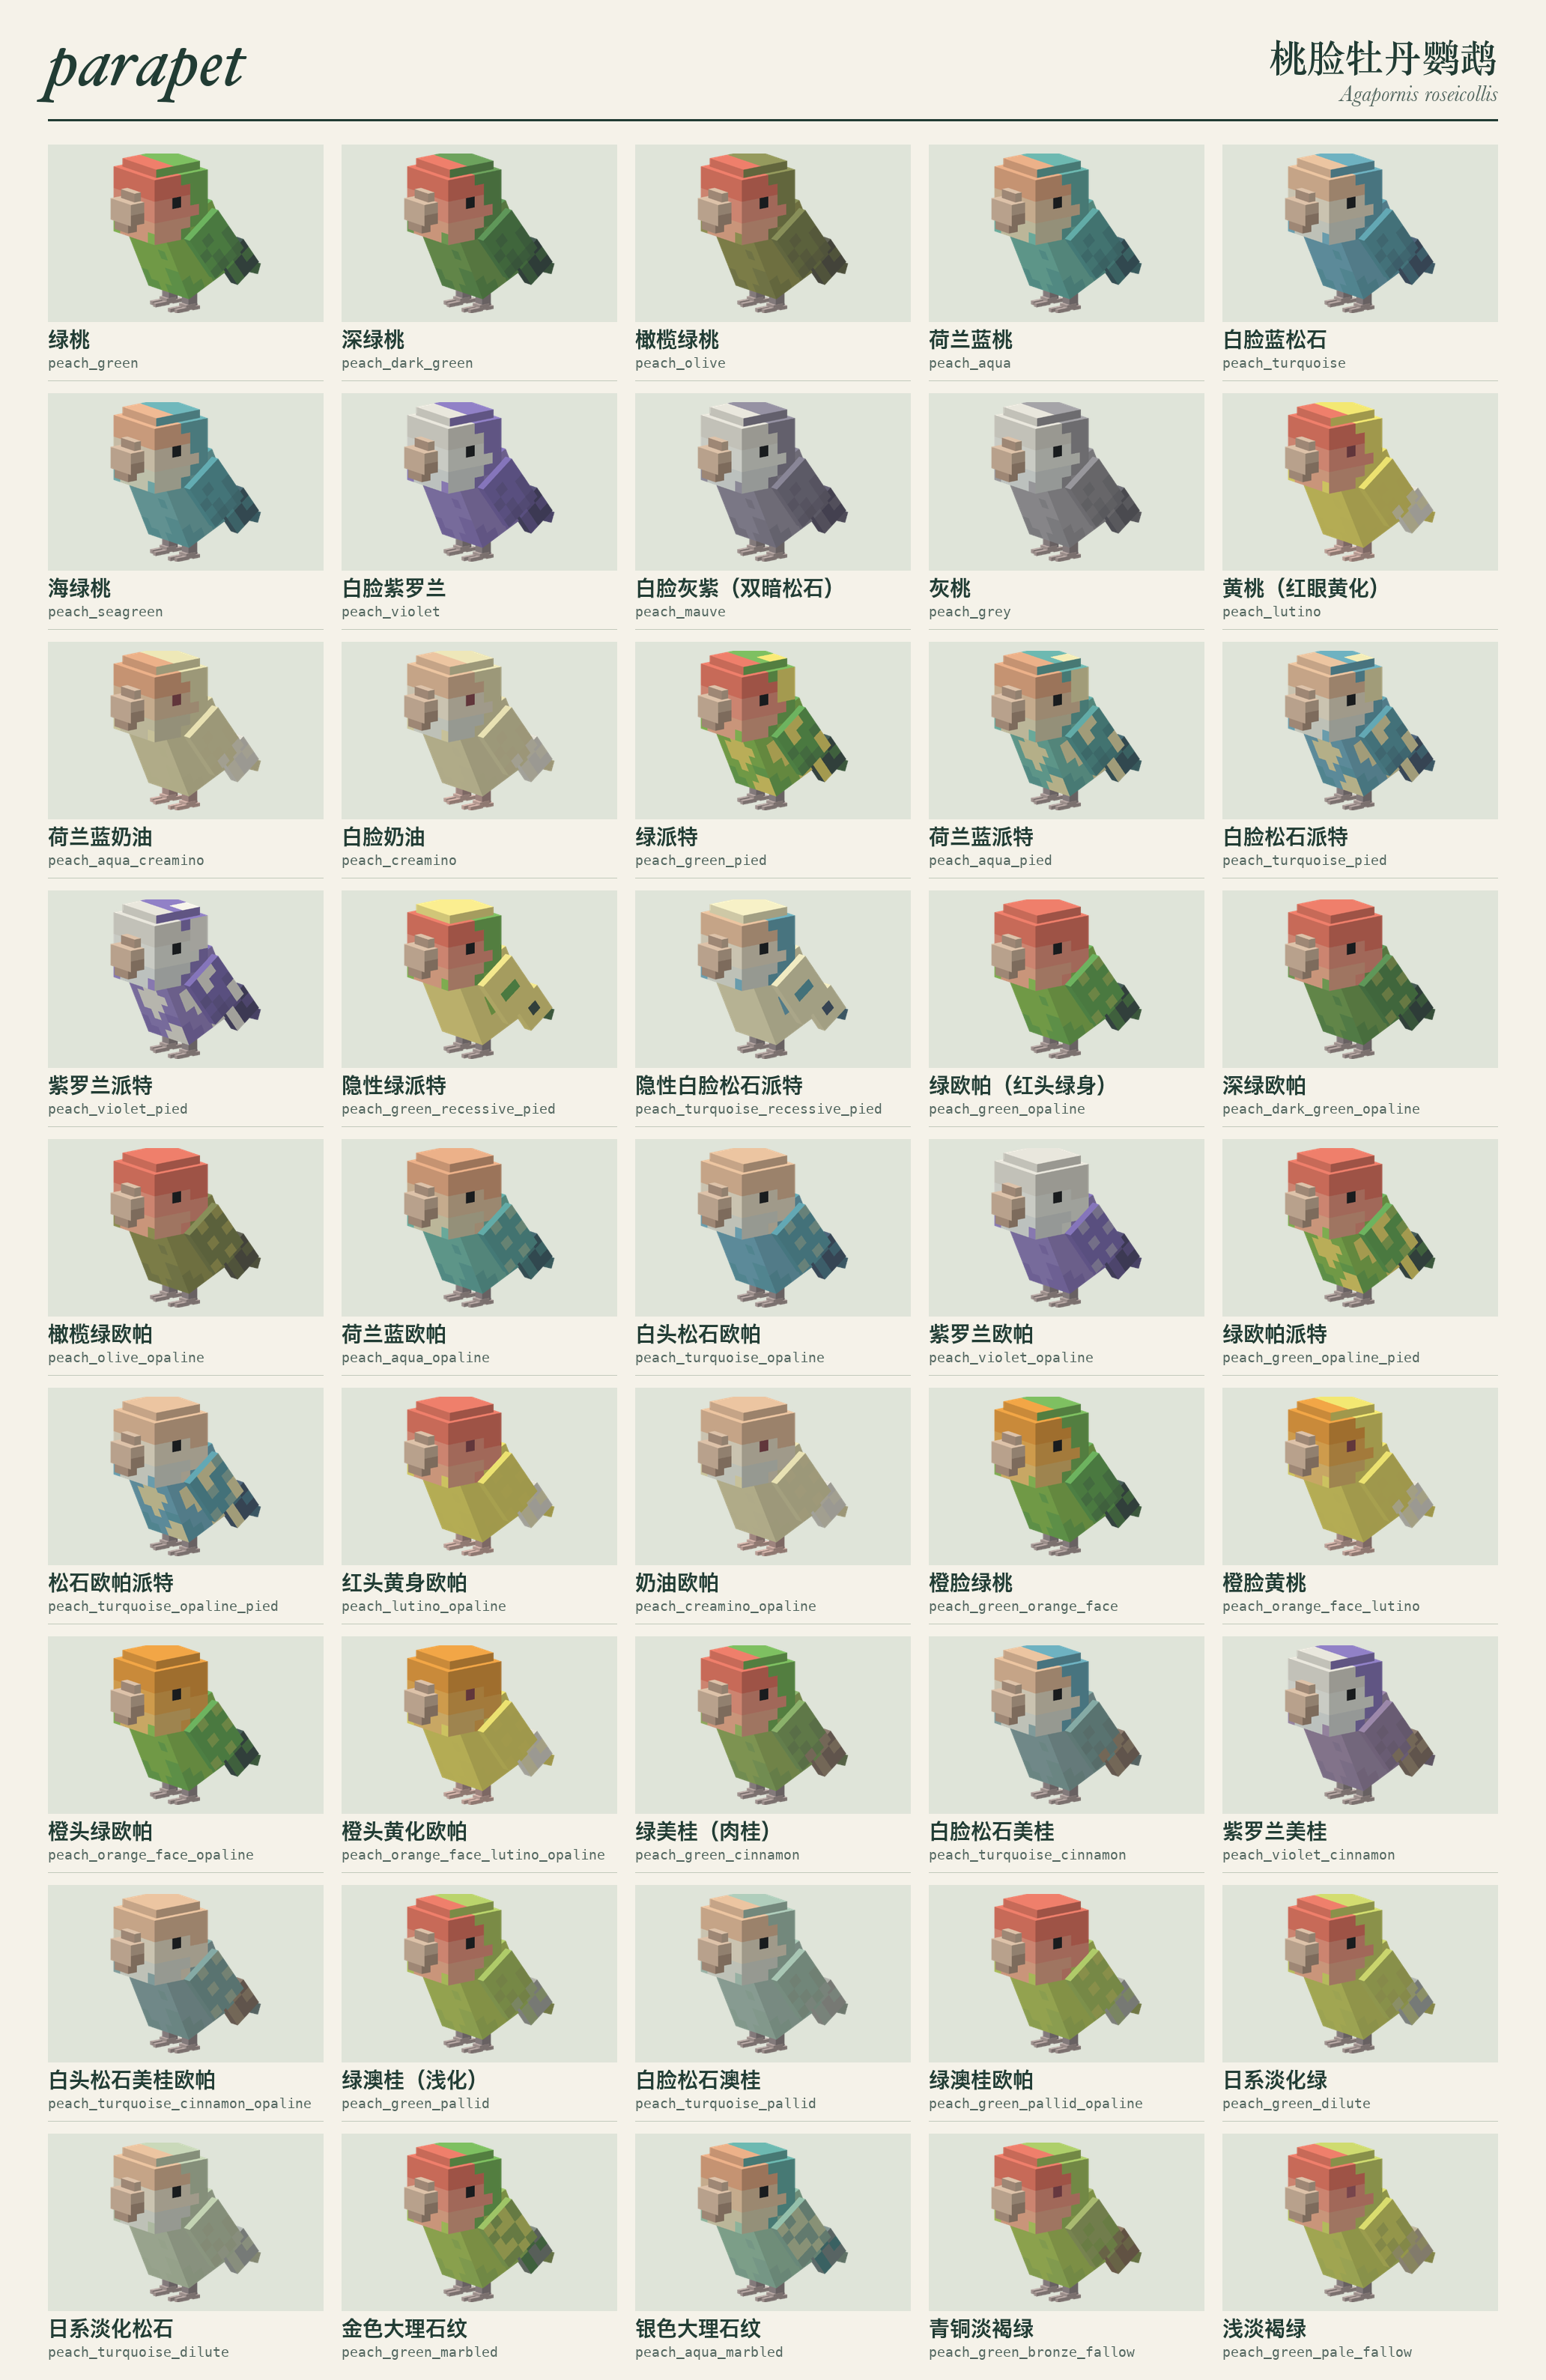 parapet
桃脸牡丹鹦鹉
Agapornis roseicollis
绿桃
peach_green
深绿桃
peach_dark_green
橄榄绿桃
peach_olive
荷兰蓝桃
peach_aqua
白脸蓝松石
peach_turquoise
海绿桃
peach_seagreen
白脸紫罗兰
peach_violet
白脸灰紫（双暗松石）
peach_mauve
灰桃
peach_grey
黄桃（红眼黄化）
peach_lutino
荷兰蓝奶油
peach_aqua_creamino
白脸奶油
peach_creamino
绿派特
peach_green_pied
荷兰蓝派特
peach_aqua_pied
白脸松石派特
peach_turquoise_pied
紫罗兰派特
peach_violet_pied
隐性绿派特
peach_green_recessive_pied
隐性白脸松石派特
peach_turquoise_recessive_pied
绿欧帕（红头绿身）
peach_green_opaline
深绿欧帕
peach_dark_green_opaline
橄榄绿欧帕
peach_olive_opaline
荷兰蓝欧帕
peach_aqua_opaline
白头松石欧帕
peach_turquoise_opaline
紫罗兰欧帕
peach_violet_opaline
绿欧帕派特
peach_green_opaline_pied
松石欧帕派特
peach_turquoise_opaline_pied
红头黄身欧帕
peach_lutino_opaline
奶油欧帕
peach_creamino_opaline
橙脸绿桃
peach_green_orange_face
橙脸黄桃
peach_orange_face_lutino
橙头绿欧帕
peach_orange_face_opaline
橙头黄化欧帕
peach_orange_face_lutino_opaline
绿美桂（肉桂）
peach_green_cinnamon
白脸松石美桂
peach_turquoise_cinnamon
紫罗兰美桂
peach_violet_cinnamon
白头松石美桂欧帕
peach_turquoise_cinnamon_opaline
绿澳桂（浅化）
peach_green_pallid
白脸松石澳桂
peach_turquoise_pallid
绿澳桂欧帕
peach_green_pallid_opaline
日系淡化绿
peach_green_dilute
日系淡化松石
peach_turquoise_dilute
金色大理石纹
peach_green_marbled
银色大理石纹
peach_aqua_marbled
青铜淡褐绿
peach_green_bronze_fallow
浅淡褐绿
peach_green_pale_fallow